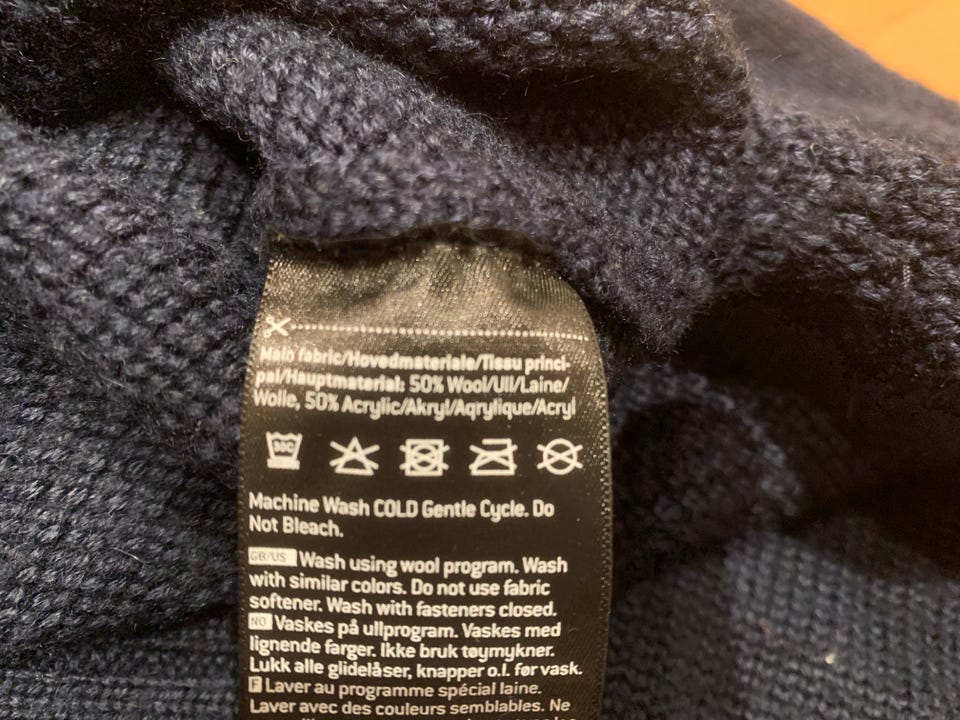 Main fabric/Hovedmateriale/Tissu princi-
pal/Hauptmaterial: 50% Wool/Ull/Laine/
Wolle, 50% Acrylic/Akryl/Aqrylique/Acryl
30C
Machine Wash COLD Gentle Cycle. Do
Not Bleach.
GB/US Wash using wool program. Wash
with similar colors. Do not use fabric
softener. Wash with fasteners closed.
NO Vaskes på ullprogram. Vaskes med
lignende farger. Ikke bruk tøymykner.
Lukk alle glidelåser, knapper o.l. før vask.
F Laver au programme spécial laine.
Laver avec des couleurs semblables. Ne